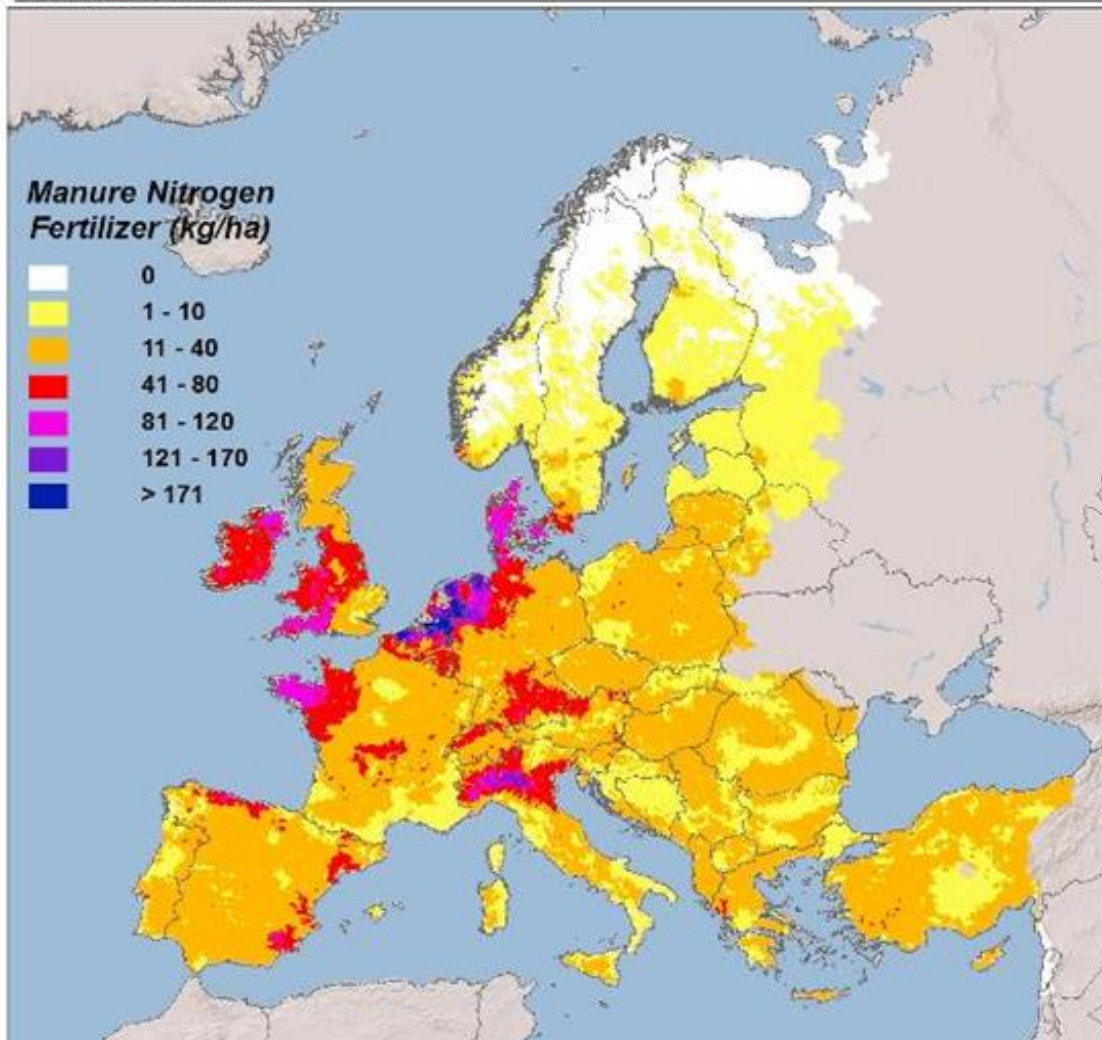 Manure Nitrogen
Fertilizer (kg/ha)
0
1 - 10
11 - 40
41 - 80
81 - 120
121 - 170
> 171